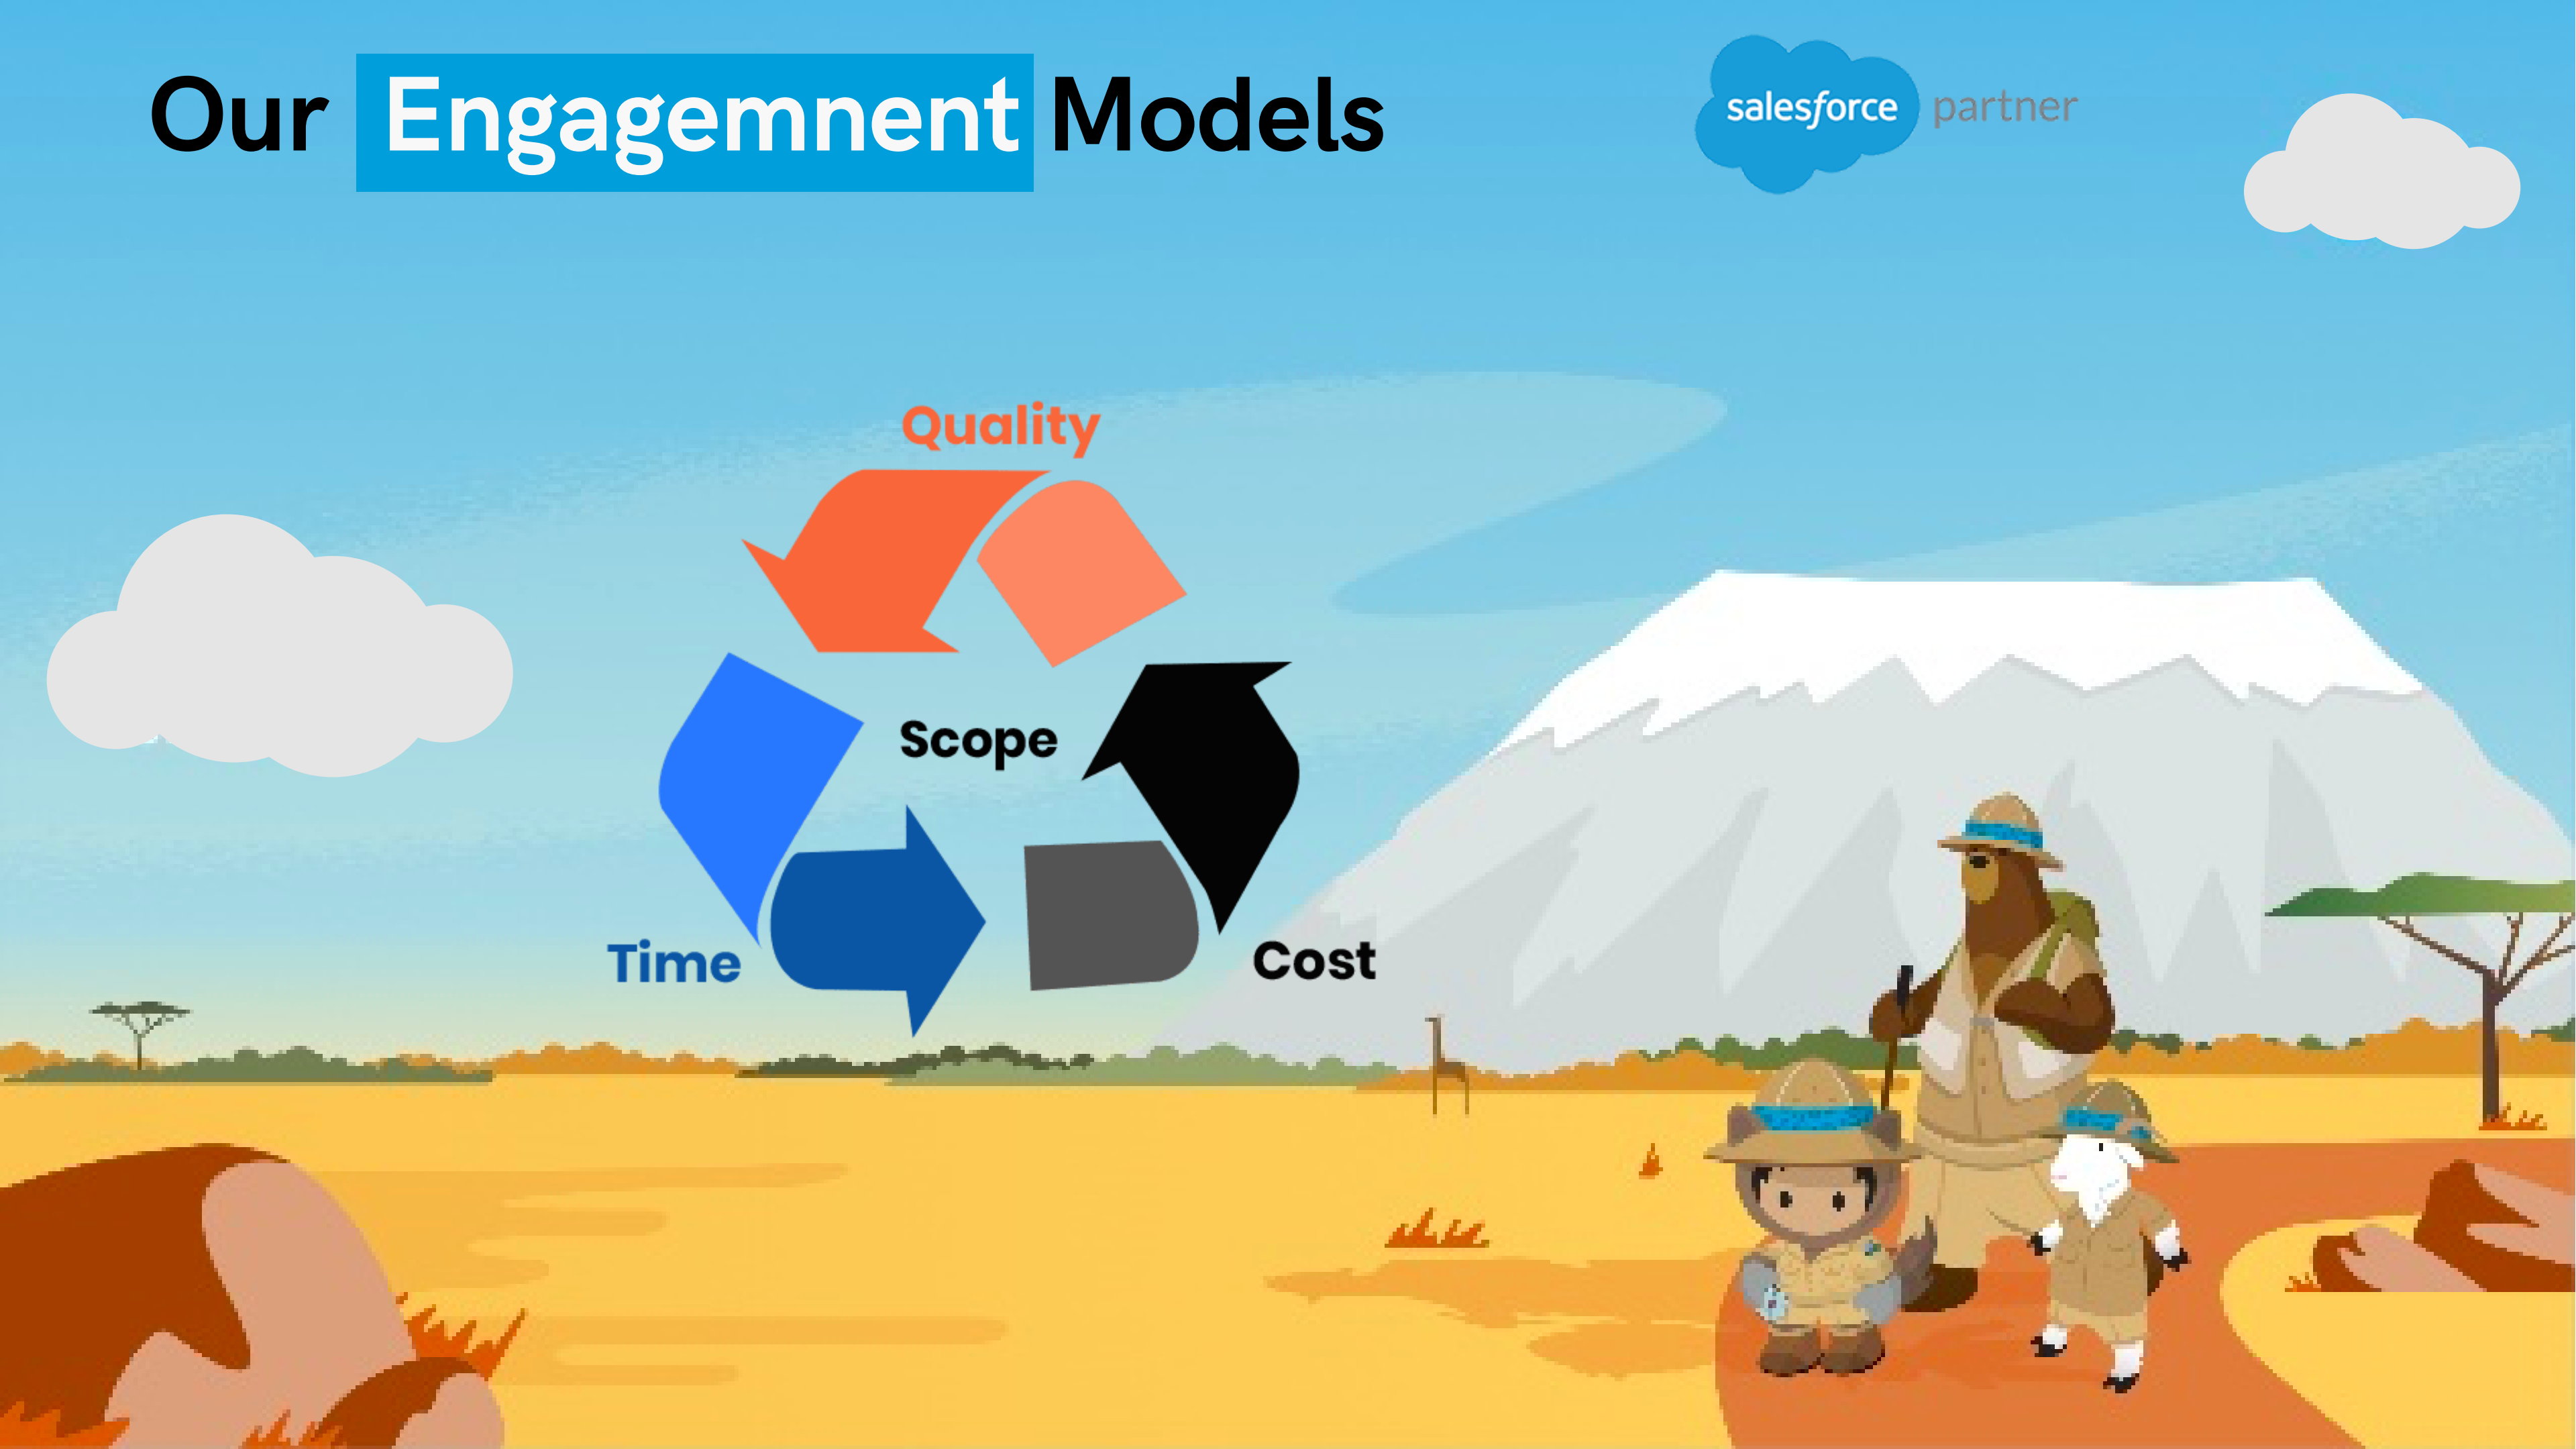 Our Engagemnent Models
salesforce partner
Quality
Scope
Time
Cost